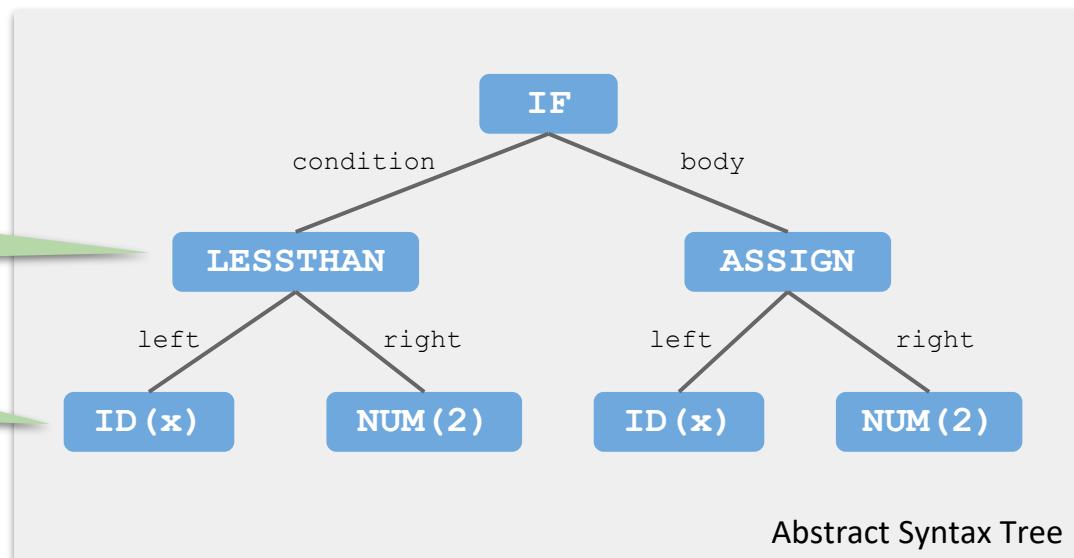 IF
condition
body
LESSTHAN
ASSIGN
left
right
left
right
ID(x)
NUM(2)
ID(x)
NUM(2)
Abstract Syntax Tree